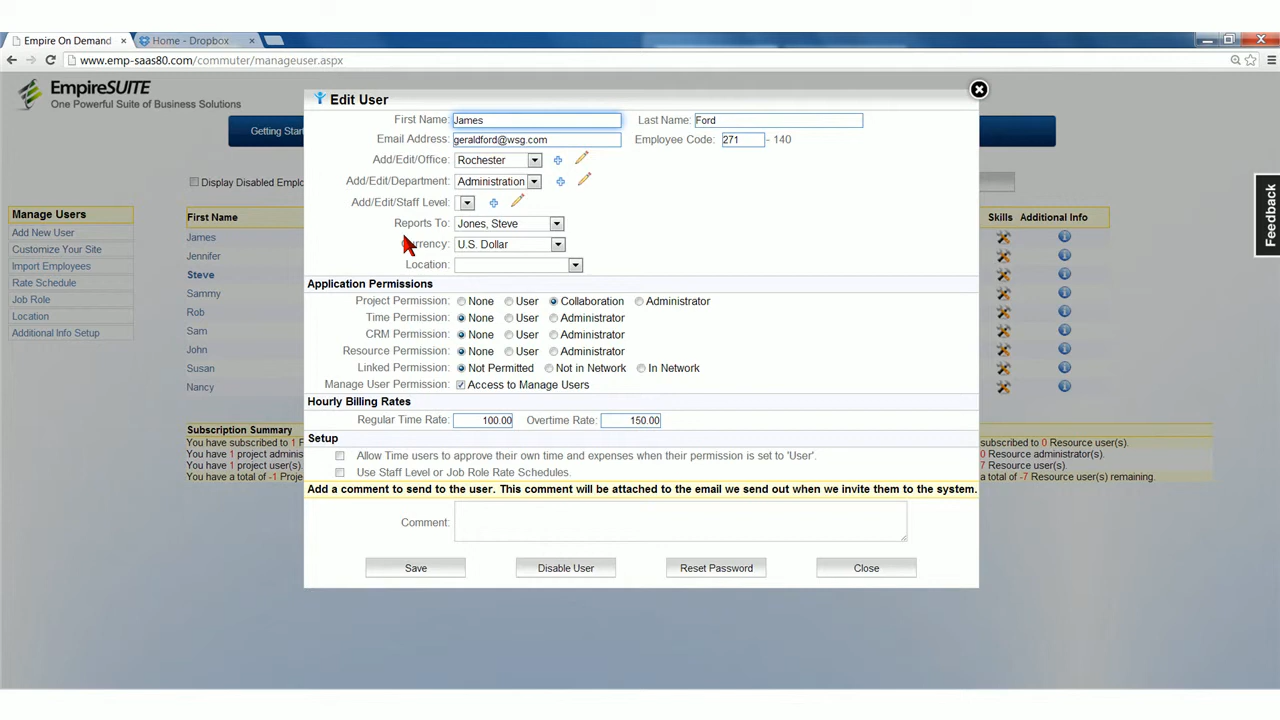 Empire On Demand
Home - Dropbox
www.emp-saas80.com/commuter/manageuser.aspx
EmpireSUITE
One Powerful Suite of Business Solutions
Getting Star
Display Disabled Emplo
Manage Users
Add New User
Customize Your Site
Import Employees
Rate Schedule
Job Role
Location
Additional Info Setup
First Name
James
Jennifer
Steve
Sammy
Rob
Sam
John
Susan
Nancy
Skills Additional Info
Feedback
Edit User
First Name: James Last Name: Ford
Email Address: geraldford@wsg.com Employee Code: 271 - 140
Add/Edit/Office: Rochester
Add/Edit/Department: Administration
Add/Edit/Staff Level:
Reports To: Jones, Steve
Currency: U.S. Dollar
Location:
Application Permissions
Project Permission: None User Collaboration Administrator
Time Permission: None User Administrator
CRM Permission: None User Administrator
Resource Permission: None User Administrator
Linked Permission: Not Permitted Not in Network In Network
Manage User Permission: Access to Manage Users
Hourly Billing Rates
Regular Time Rate: 100.00 Overtime Rate: 150.00
Setup
Allow Time users to approve their own time and expenses when their permission is set to 'User'.
Use Staff Level or Job Role Rate Schedules.
Add a comment to send to the user. This comment will be attached to the email we send out when we invite them to the system.
Comment:
Save Disable User Reset Password Close
Subscription Summary
You have subscribed to 1 P
You have 1 project adminis
You have 1 project user(s).
You have a total of -1 Proje
subscribed to 0 Resource user(s).
0 Resource administrator(s).
7 Resource user(s).
a total of -7 Resource user(s) remaining.